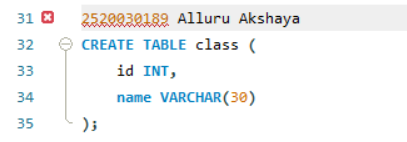 31 2520030189 Alluru Akshaya
32 CREATE TABLE class (
33 id INT,
34 name VARCHAR(30)
35 );